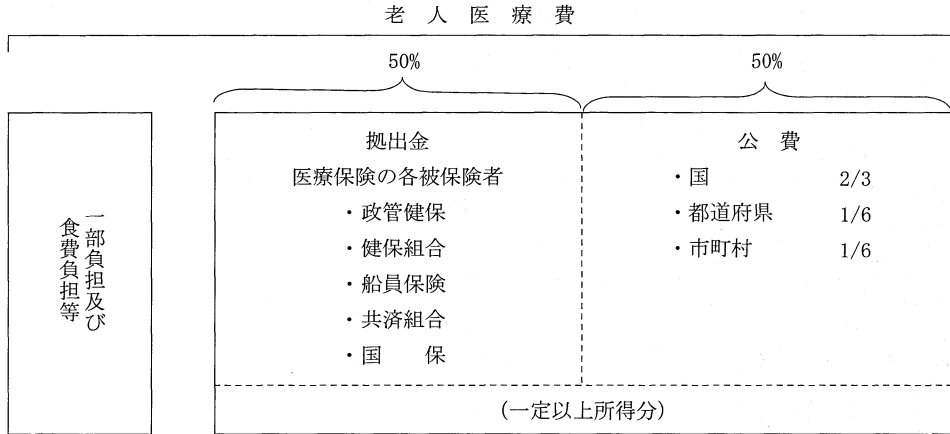 老人医療費
50%
50%
一部負担及び
食費負担等
拠出金
医療保険の各被保険者
・政管健保
・健保組合
・船員保険
・共済組合
・国　保
公　費
・国　2/3
・都道府県　1/6
・市町村　1/6
(一定以上所得分)